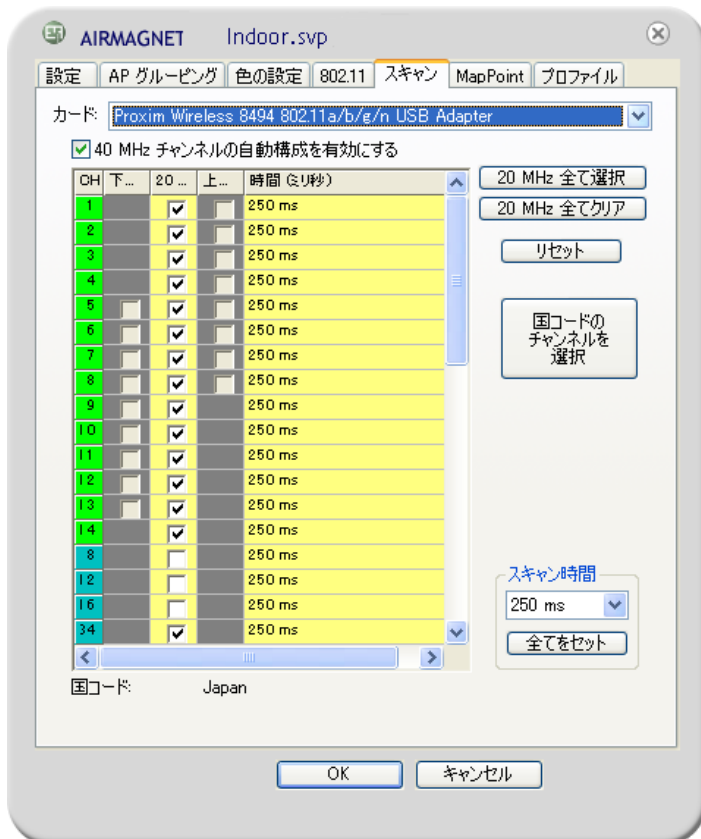 AIRMAGNET Indoor.svp
設定 AP グルーピング 色の設定 802.11 スキャン MapPoint プロファイル
カード: Proxim Wireless 8494 802.11a/b/g/n USB Adapter
40 MHz チャンネルの自動構成を有効にする
CH 下... 20 ... 上... 時間 (ミリ秒)
1 250 ms
2 250 ms
3 250 ms
4 250 ms
5 250 ms
6 250 ms
7 250 ms
8 250 ms
9 250 ms
10 250 ms
11 250 ms
12 250 ms
13 250 ms
14 250 ms
8 250 ms
12 250 ms
16 250 ms
34 250 ms
20 MHz 全て選択
20 MHz 全てクリア
リセット
国コードの
チャンネルを
選択
スキャン時間
250 ms
全てをセット
国コード: Japan
OK キャンセル